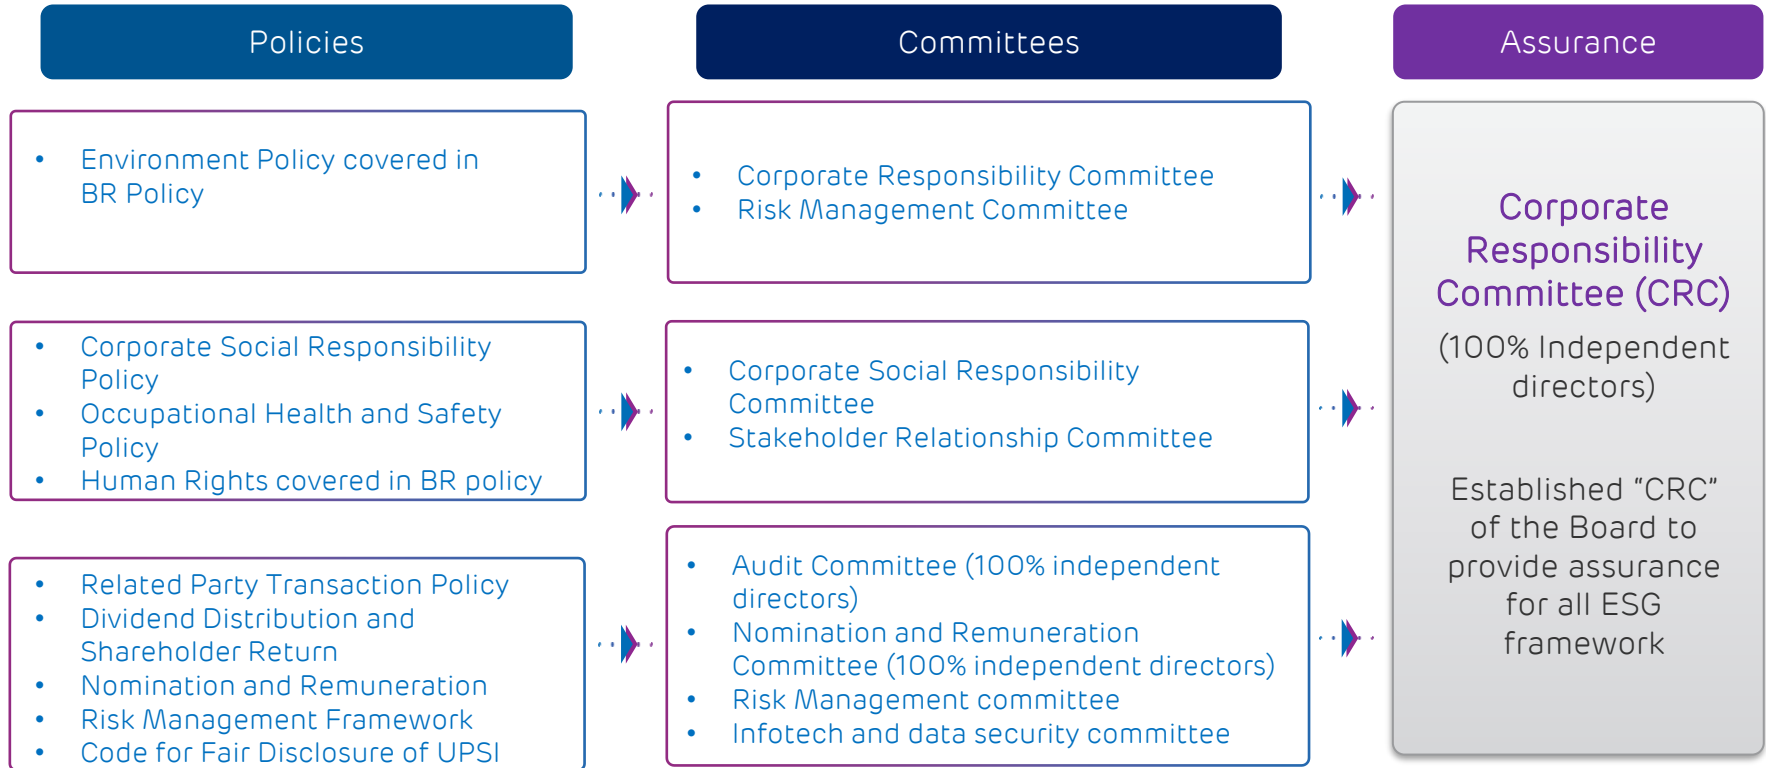 Policies
Committees
Assurance
• Environment Policy covered in
BR Policy
• Corporate Responsibility Committee
• Risk Management Committee
• Corporate Social Responsibility
Policy
• Occupational Health and Safety
Policy
• Human Rights covered in BR policy
• Corporate Social Responsibility
Committee
• Stakeholder Relationship Committee
• Related Party Transaction Policy
• Dividend Distribution and
Shareholder Return
• Nomination and Remuneration
• Risk Management Framework
• Code for Fair Disclosure of UPSI
• Audit Committee (100% independent
directors)
• Nomination and Remuneration
Committee (100% independent directors)
• Risk Management committee
• Infotech and data security committee
Corporate
Responsibility
Committee (CRC)
(100% Independent
directors)
Established “CRC”
of the Board to
provide assurance
for all ESG
framework